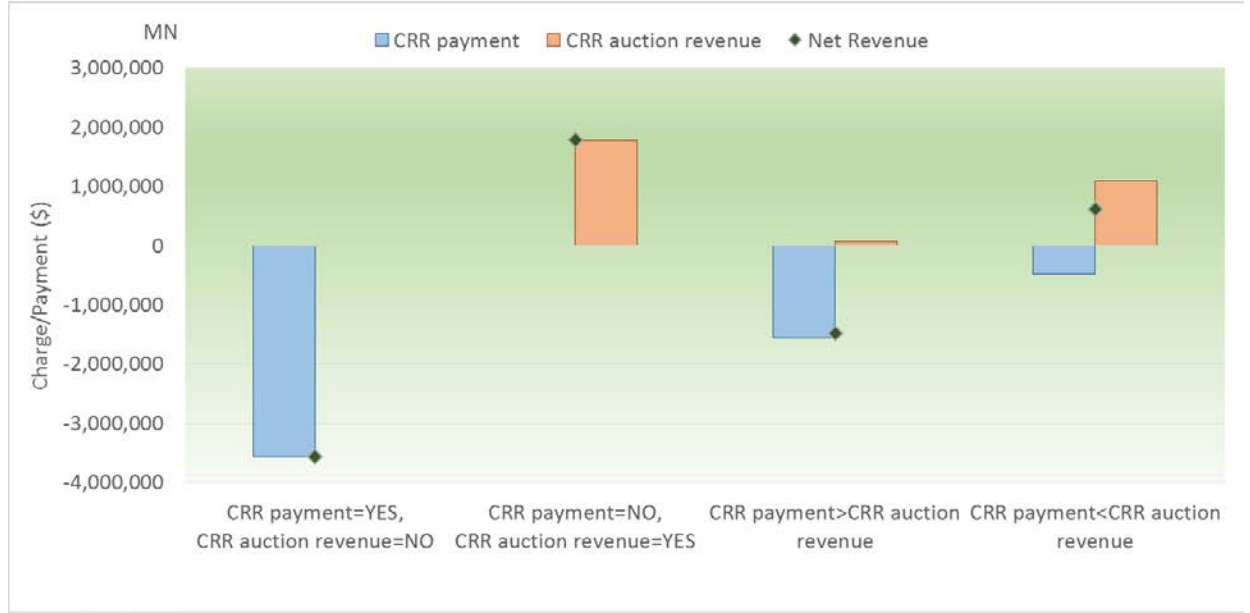 MN
CRR payment CRR auction revenue Net Revenue
3,000,000
2,000,000
1,000,000
0
-1,000,000
-2,000,000
-3,000,000
-4,000,000
Charge/Payment ($)
CRR payment=YES,
CRR auction revenue=NO
CRR payment=NO,
CRR auction revenue=YES
CRR payment>CRR auction
revenue
CRR payment<CRR auction
revenue